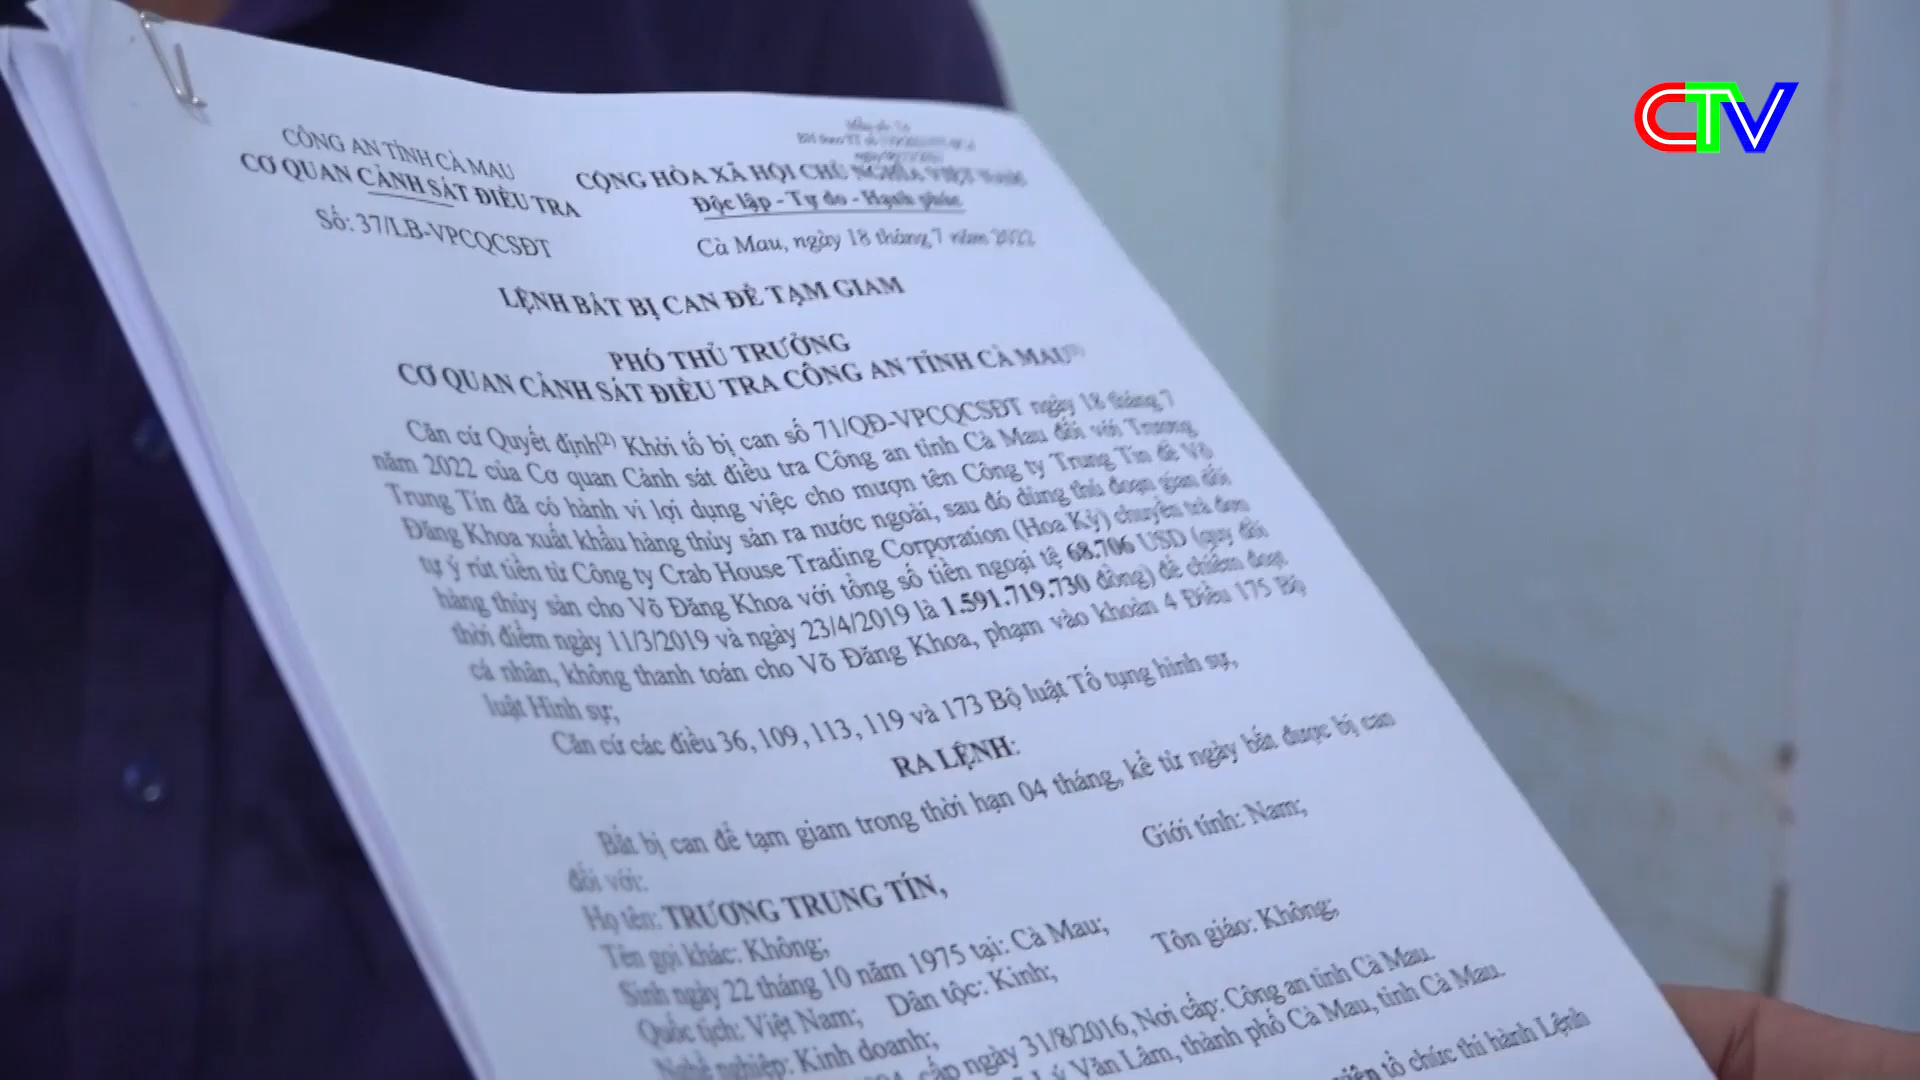 CTV
CÔNG AN TỈNH CÀ MAU
CƠ QUAN CẢNH SÁT ĐIỀU TRA
Số: 37/LB-VPCQCSĐT
CỘNG HÒA XÃ HỘI CHỦ NGHĨA VIỆT NAM
Độc lập - Tự do - Hạnh phúc
Cà Mau, ngày 18 tháng 7 năm 2022
LỆNH BẮT BỊ CAN ĐỂ TẠM GIAM
PHÓ THỦ TRƯỞNG
CƠ QUAN CẢNH SÁT ĐIỀU TRA CÔNG AN TỈNH CÀ MAU(1)
Căn cứ Quyết định(2) Khởi tố bị can số 71/QĐ-VPCQCSĐT ngày 18 tháng 7
năm 2022 của Cơ quan Cảnh sát điều tra Công an tỉnh Cà Mau đối với Trương
Trung Tín đã có hành vi lợi dụng việc cho mượn tên Công ty Trung Tín để Võ
Đăng Khoa xuất khẩu hàng thủy sản ra nước ngoài, sau đó dùng thủ đoạn gian dối
tự ý rút tiền từ Công ty Crab House Trading Corporation (Hoa Kỳ) chuyển trả đơn
hàng thủy sản cho Võ Đăng Khoa với tổng số tiền ngoại tệ 68.706 USD (quy đổi
thời điểm ngày 11/3/2019 và ngày 23/4/2019 là 1.591.719.730 đồng) để chiếm đoạt
cá nhân, không thanh toán cho Võ Đăng Khoa, phạm vào khoản 4 Điều 175 Bộ
luật Hình sự;
Căn cứ các điều 36, 109, 113, 119 và 173 Bộ luật Tố tụng hình sự,
RA LỆNH:
Bắt bị can để tạm giam trong thời hạn 04 tháng, kể từ ngày bắt được bị can
đối với:
Họ tên: TRƯƠNG TRUNG TÍN, Giới tính: Nam;
Tên gọi khác: Không;
Sinh ngày 22 tháng 10 năm 1975 tại: Cà Mau;
Quốc tịch: Việt Nam; Dân tộc: Kinh; Tôn giáo: Không;
Nghề nghiệp: Kinh doanh;
cấp ngày 31/8/2016, Nơi cấp: Công an tỉnh Cà Mau.
Lý Văn Lâm, thành phố Cà Mau, tỉnh Cà Mau.
tổ chức thi hành Lệnh